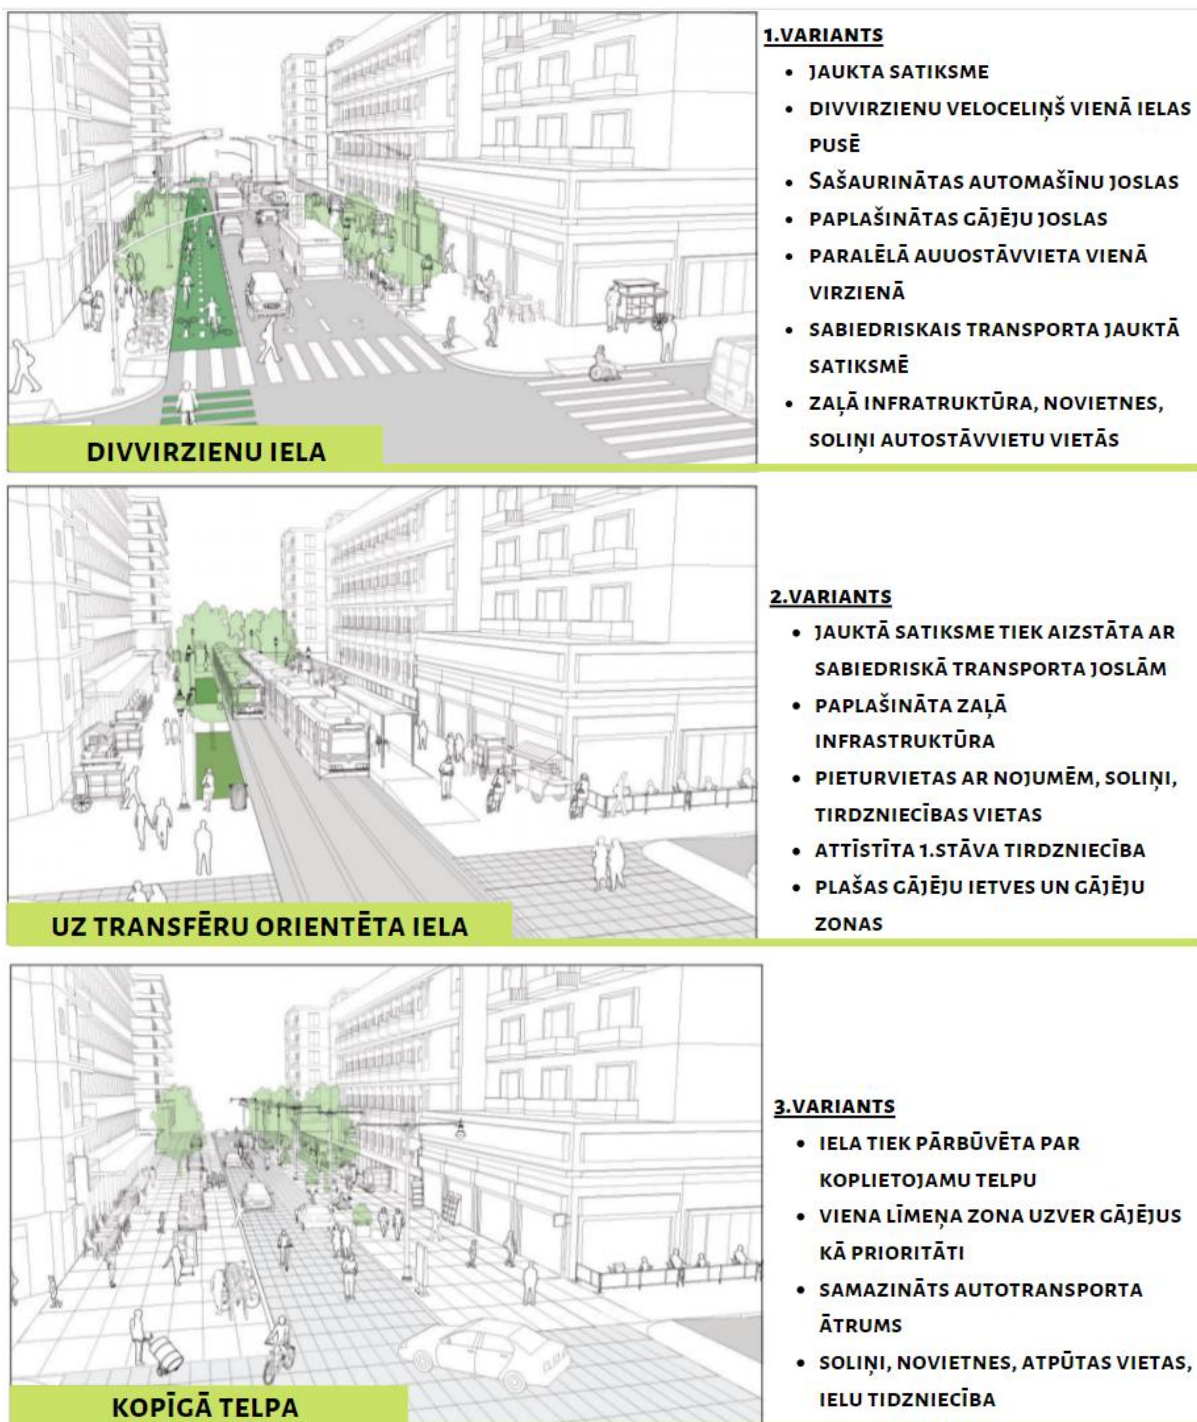 1.VARIANTS
• JAUKTA SATIKSME
• DIVVIRZIENU VELOCELIŅŠ VIENĀ IELAS
PUSĒ
• SAŠAURINĀTAS AUTOMAŠĪNU JOSLAS
• PAPLAŠINĀTAS GĀJĒJU JOSLAS
• PARALĒLĀ AUUOSTĀVVIETA VIENĀ
VIRZIENĀ
• SABIEDRISKAIS TRANSPORTA JAUKTĀ
SATIKSMĒ
• ZAĻĀ INFRATRUKTŪRA, NOVIETNES,
SOLIŅI AUTOSTĀVVIETU VIETĀS
DIVVIRZIENU IELA
2.VARIANTS
• JAUKTĀ SATIKSME TIEK AIZSTĀTA AR
SABIEDRISKĀ TRANSPORTA JOSLĀM
• PAPLAŠINĀTA ZAĻĀ
INFRASTRUKTŪRA
• PIETURVIETAS AR NOJUMĒM, SOLIŅI,
TIRDZNIECĪBAS VIETAS
• ATTĪSTĪTA 1.STĀVA TIRDZNIECĪBA
• PLAŠAS GĀJĒJU IETVES UN GĀJĒJU
ZONAS
UZ TRANSFĒRU ORIENTĒTA IELA
3.VARIANTS
• IELA TIEK PĀRBŪVĒTA PAR
KOPLIETOJAMU TELPU
• VIENA LĪMEŅA ZONA UZVER GĀJĒJUS
KĀ PRIORITĀTI
• SAMAZINĀTS AUTOTRANSPORTA
ĀTRUMS
• SOLIŅI, NOVIETNES, ATPŪTAS VIETAS,
IELU TIDZNIECĪBA
KOPĪGĀ TELPA